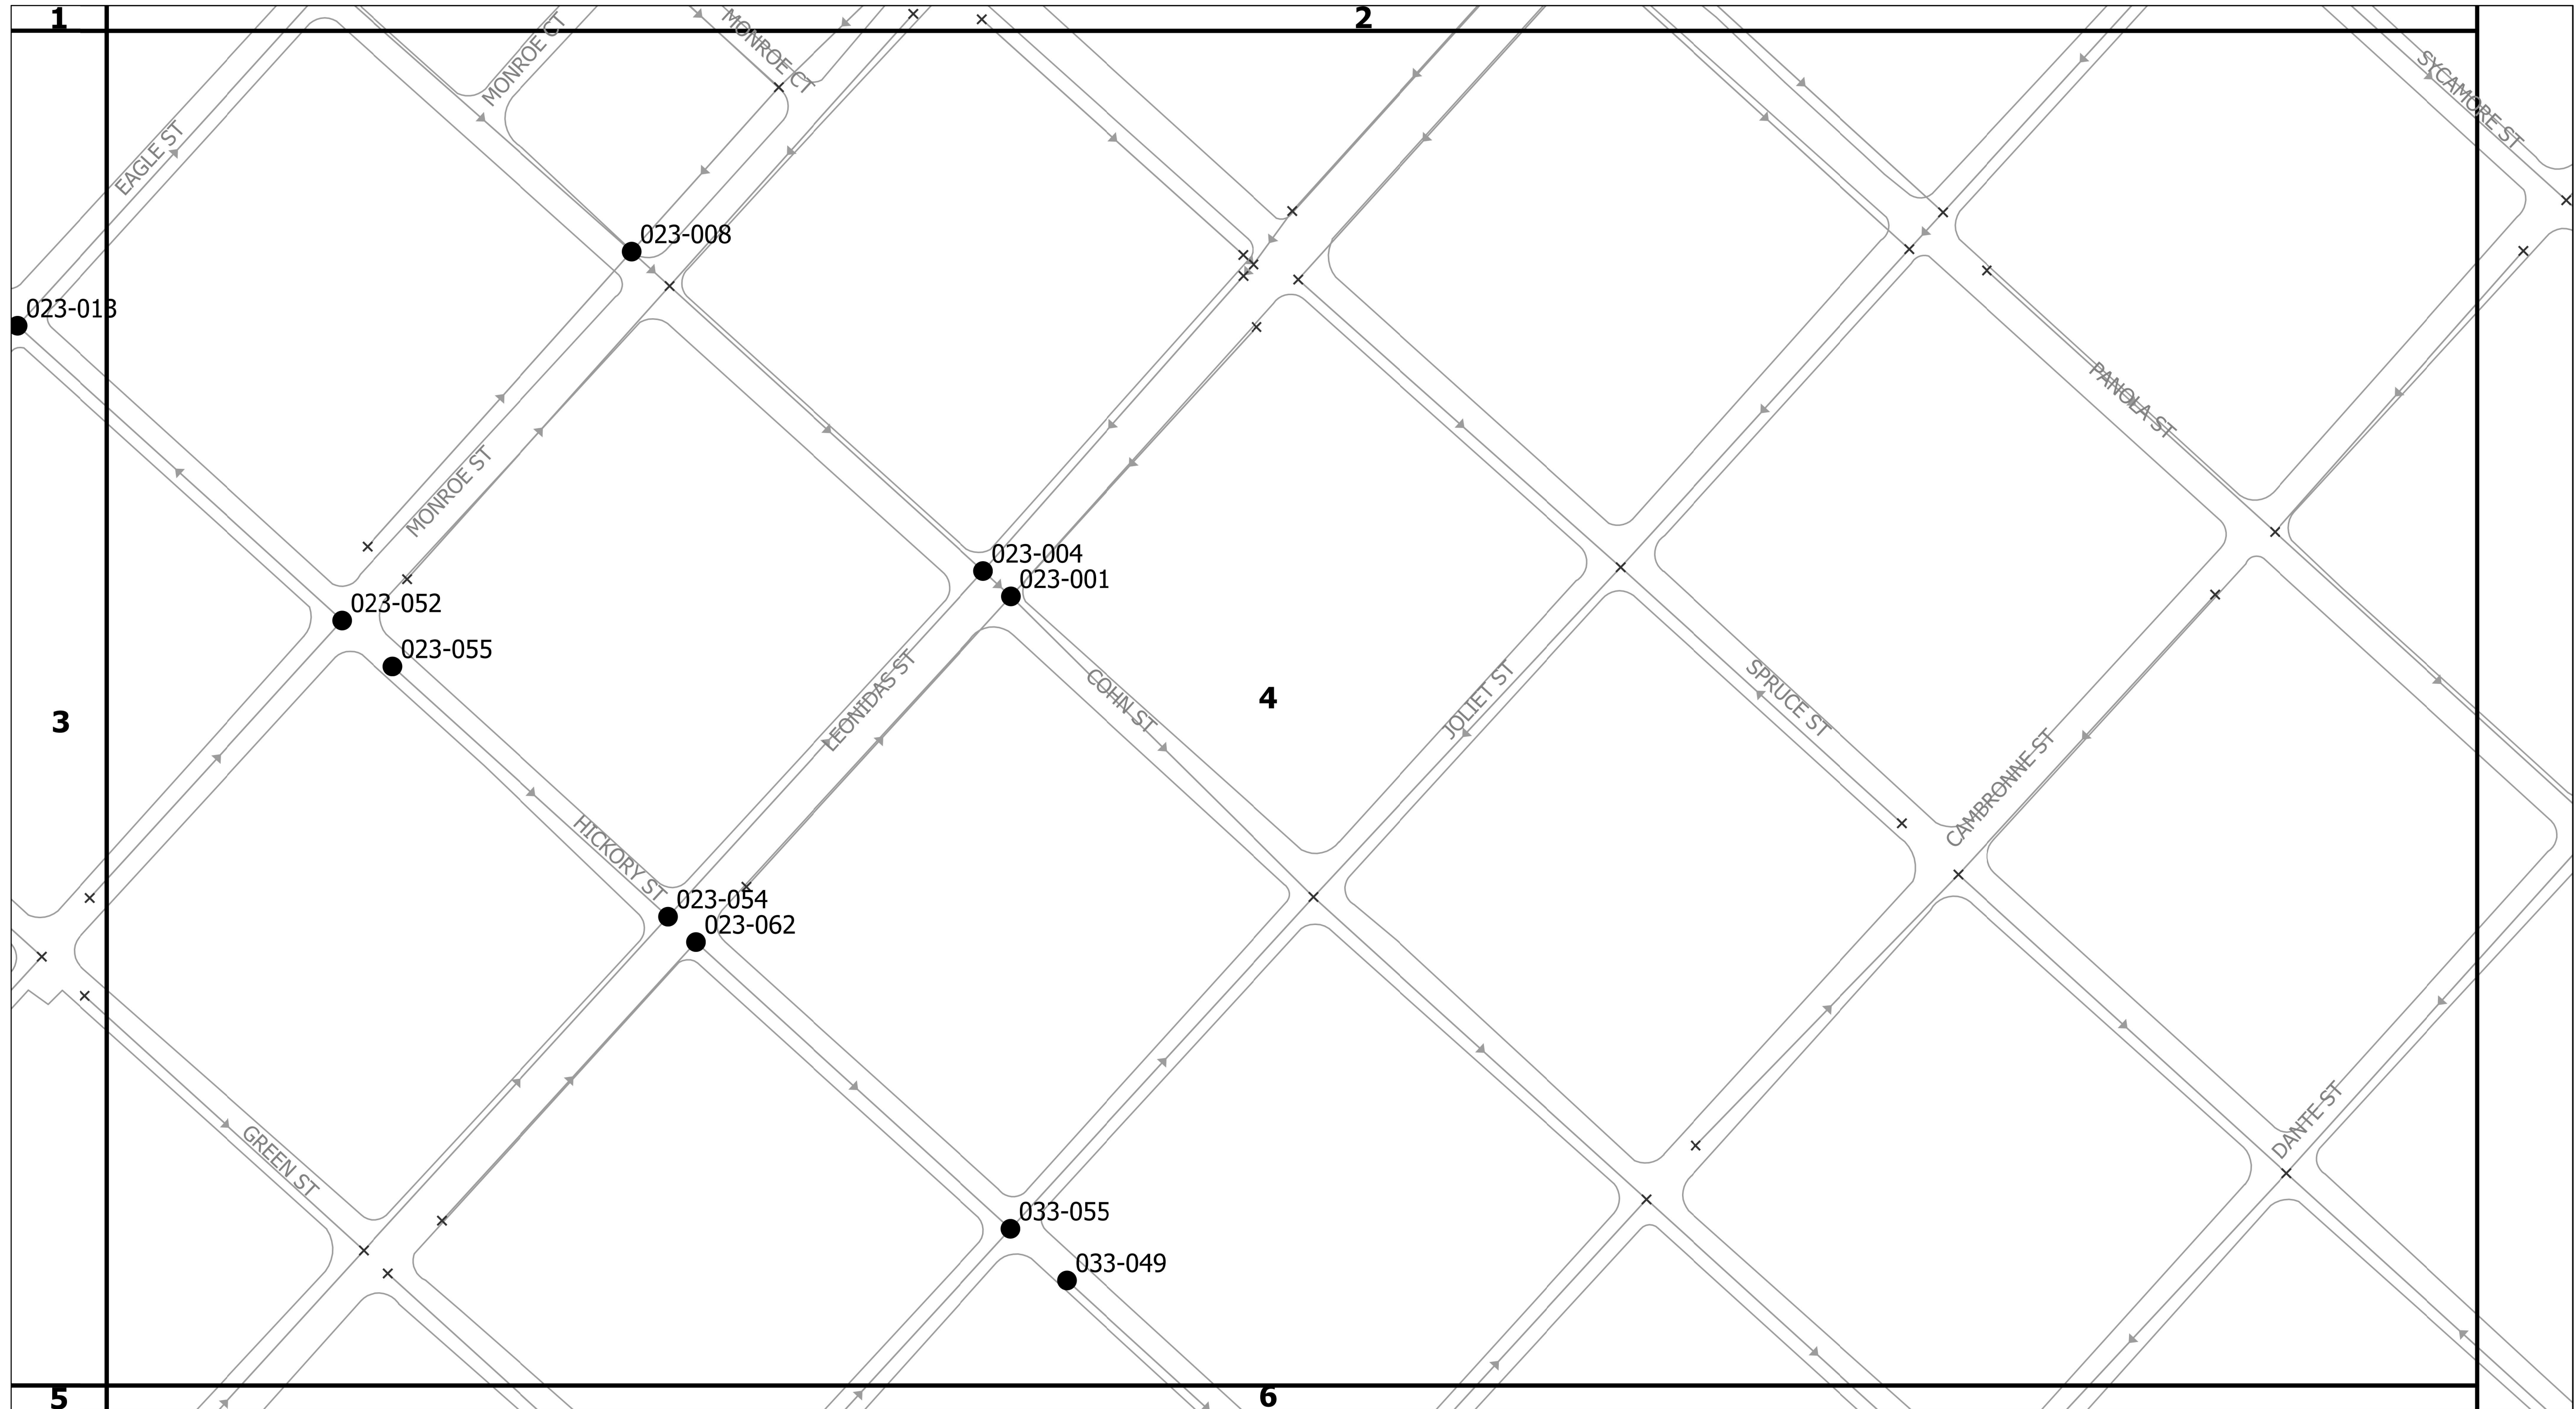 1
2
MONROE CT
MONROE CT
SYCAMORE ST
EAGLE ST
023-008
023-013
PANOLA ST
MONROE ST
023-004
023-001
023-052
023-055
LEONIDAS ST
COHN ST
4
JOLIET ST
SPRUCE ST
3
CAMBRONNE ST
HICKORY ST
023-054
023-062
GREEN ST
DANTE ST
033-055
033-049
5
6